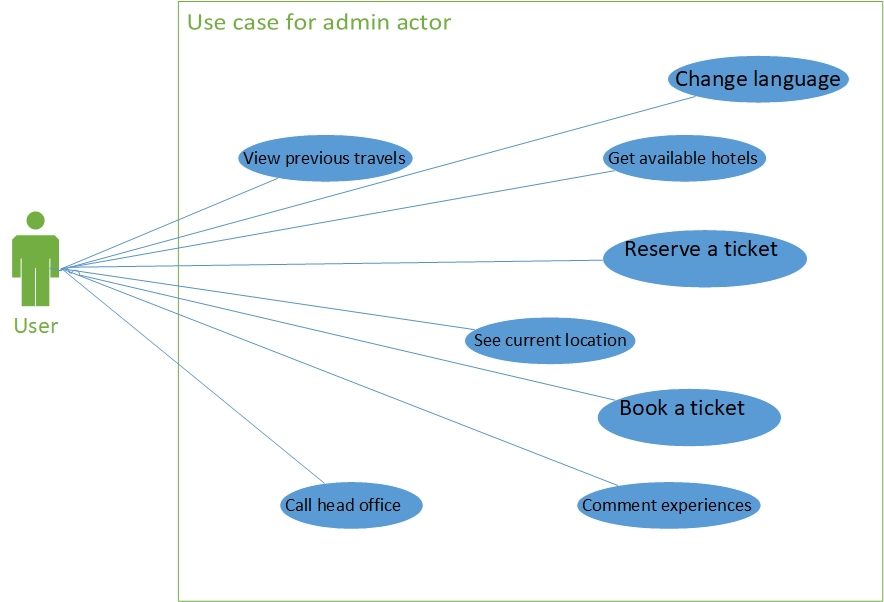 Use case for admin actor
Change language
View previous travels
Get available hotels
Reserve a ticket
User
See current location
Book a ticket
Call head office
Comment experiences